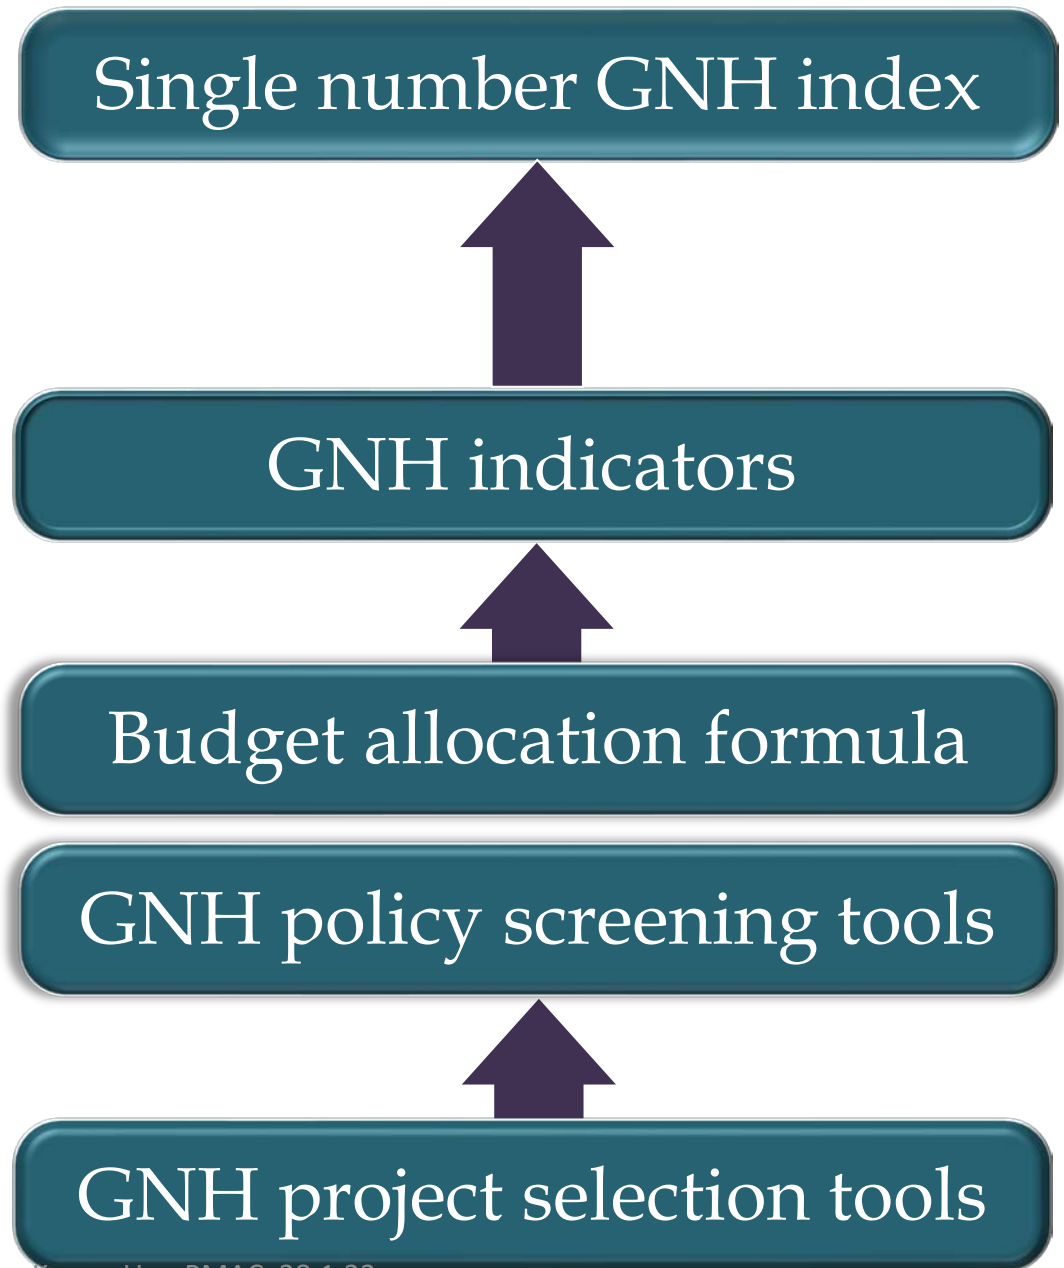 Single number GNH index
GNH indicators
Budget allocation formula
GNH policy screening tools
GNH project selection tools